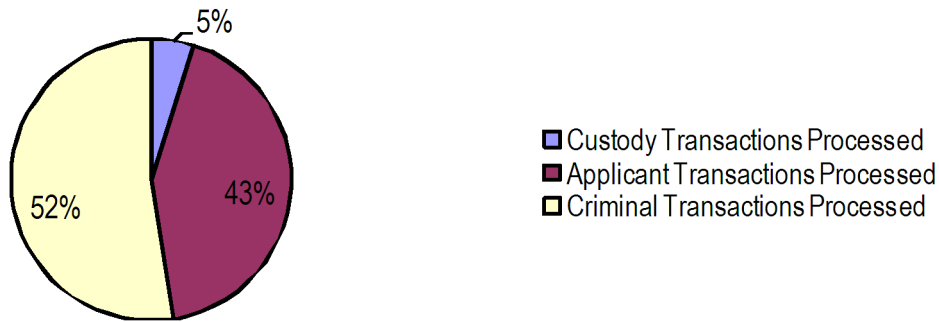 5%
52%
43%
Custody Transactions Processed
Applicant Transactions Processed
Criminal Transactions Processed